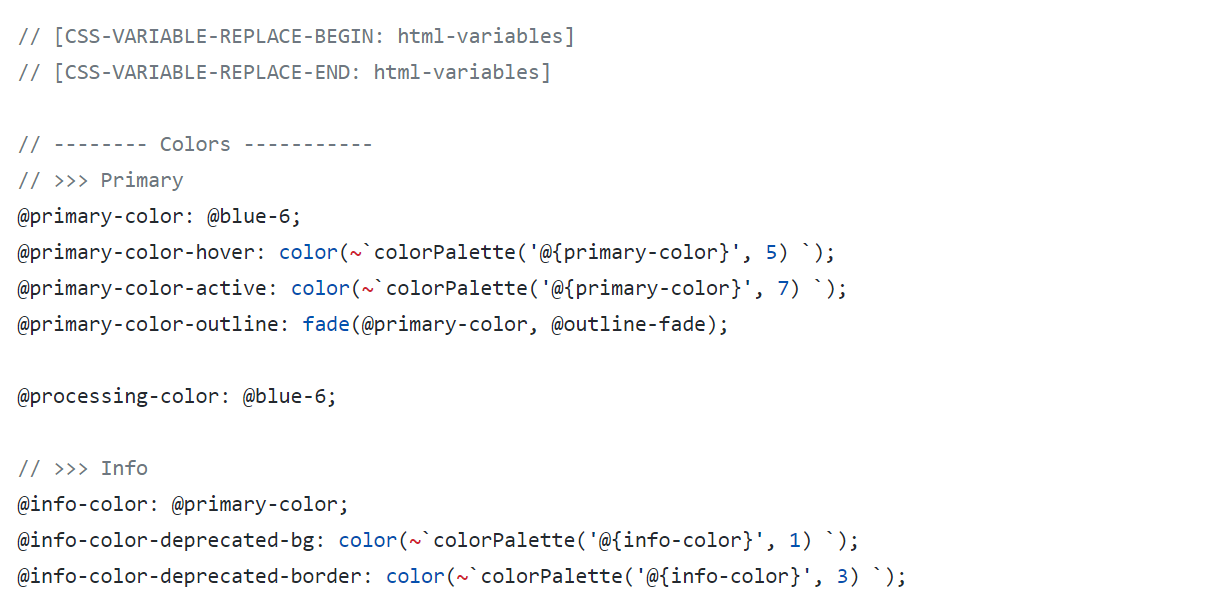 // [CSS-VARIABLE-REPLACE-BEGIN: html-variables]
// [CSS-VARIABLE-REPLACE-END: html-variables]
// -------- Colors -----------
// >>> Primary
@primary-color: @blue-6;
@primary-color-hover: color(~`colorPalette('@{primary-color}', 5) `);
@primary-color-active: color(~`colorPalette('@{primary-color}', 7) `);
@primary-color-outline: fade(@primary-color, @outline-fade);
@processing-color: @blue-6;
// >>> Info
@info-color: @primary-color;
@info-color-deprecated-bg: color(~`colorPalette('@{info-color}', 1) `);
@info-color-deprecated-border: color(~`colorPalette('@{info-color}', 3) `);